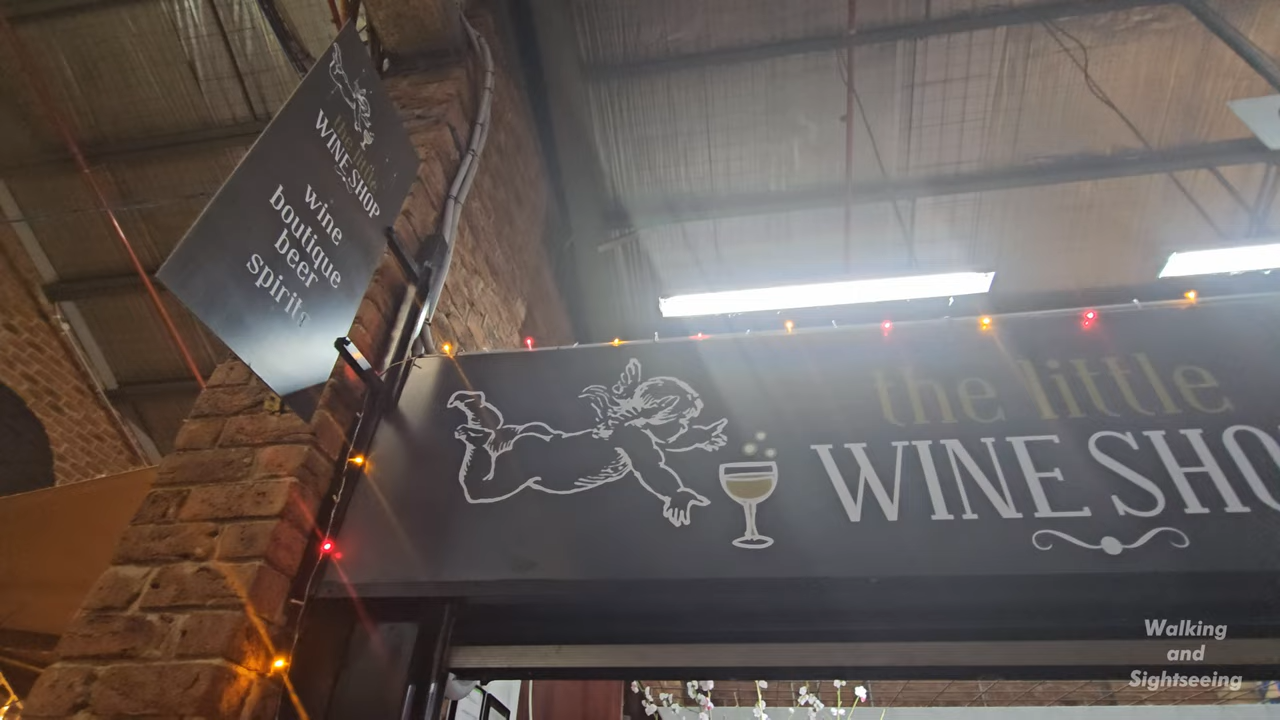 the little
WINE SHOP
wine
boutique
beer
spirits
the little
WINE SHO
Walking
and
Sightseeing